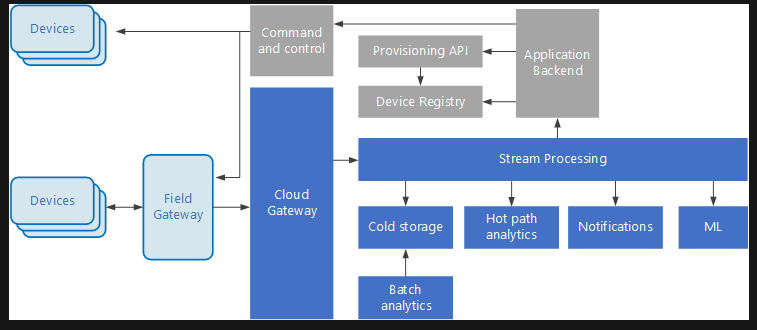 Devices
Command
and control
Provisioning API
Application
Backend
Device Registry
Stream Processing
Devices
Field
Gateway
Cloud
Gateway
Cold storage
Hot path
analytics
Notifications
ML
Batch
analytics